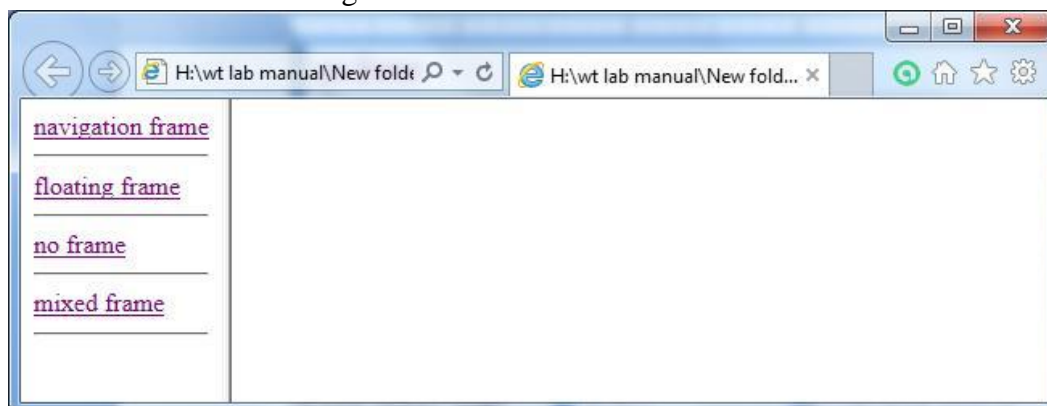 H:\wt lab manual\New folde
H:\wt lab manual\New fold...
navigation frame
floating frame
no frame
mixed frame